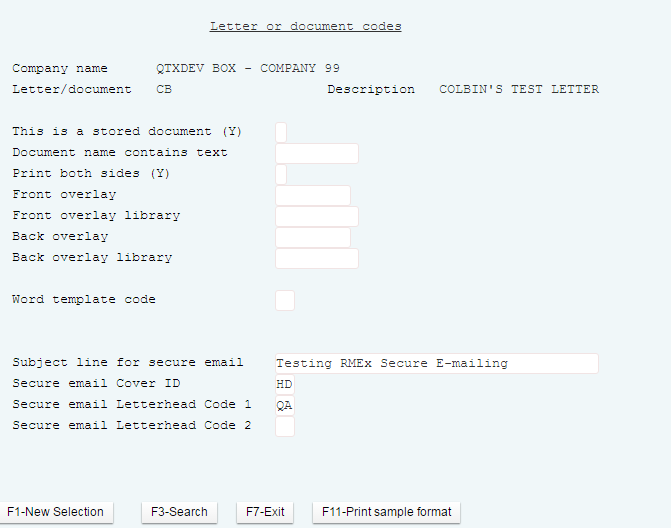 Letter or document codes
Company name QTXDEV BOX - COMPANY 99
Letter/document CB Description COLBIN'S TEST LETTER
This is a stored document (Y)
Document name contains text
Print both sides (Y)
Front overlay
Front overlay library
Back overlay
Back overlay library
Word template code
Subject line for secure email Testing RMEx Secure E-mailing
Secure email Cover ID HD
Secure email Letterhead Code 1 QA
Secure email Letterhead Code 2
F1-New Selection F3-Search F7-Exit F11-Print sample format